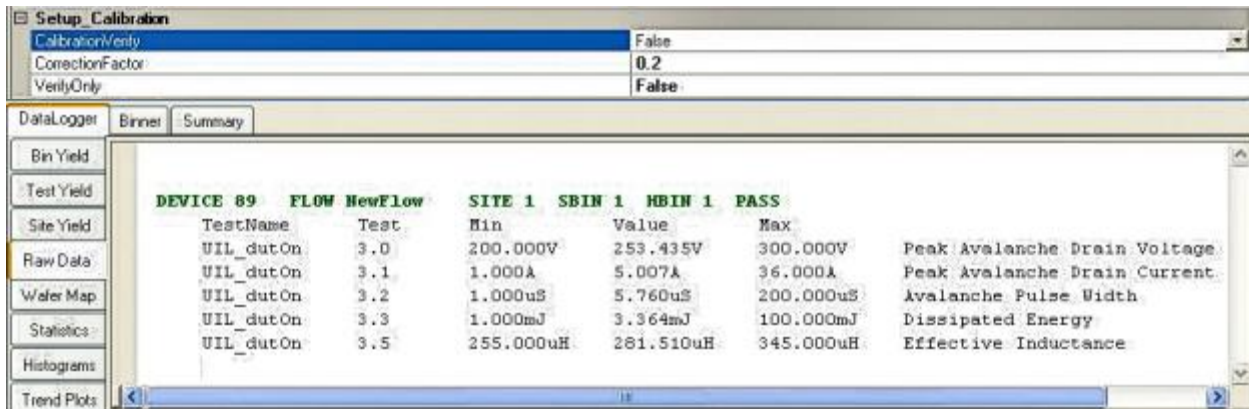 Setup_Calibration
CalibrationVerify False
CorrectionFactor 0.2
VerifyOnly False
DataLogger Binner Summary
Bin Yield
Test Yield
DEVICE 89 FLOW NewFlow SITE 1 SBIN 1 HBIN 1 PASS
Site Yield
TestName Test Min Value Max
UIL_dutOn 3.0 200.000V 253.435V 300.000V Peak Avalanche Drain Voltage
Raw Data
UIL_dutOn 3.1 1.000A 5.007A 36.000A Peak Avalanche Drain Current
Wafer Map
UIL_dutOn 3.2 1.000uS 5.760uS 200.000uS Avalanche Pulse Width
Statistics
UIL_dutOn 3.3 1.000mJ 3.364mJ 100.000mJ Dissipated Energy
UIL_dutOn 3.5 255.000uH 281.510uH 345.000uH Effective Inductance
Histograms
Trend Plots